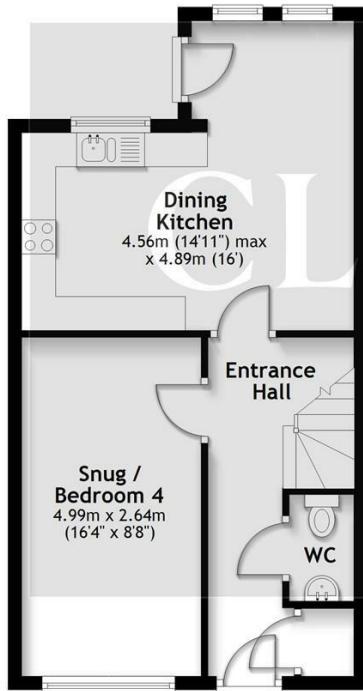 Dining
Kitchen
4.56m (14'11") max
x 4.89m (16')
CL
Entrance
Hall
Snug /
Bedroom 4
4.99m x 2.64m
(16'4" x 8'8")
WC